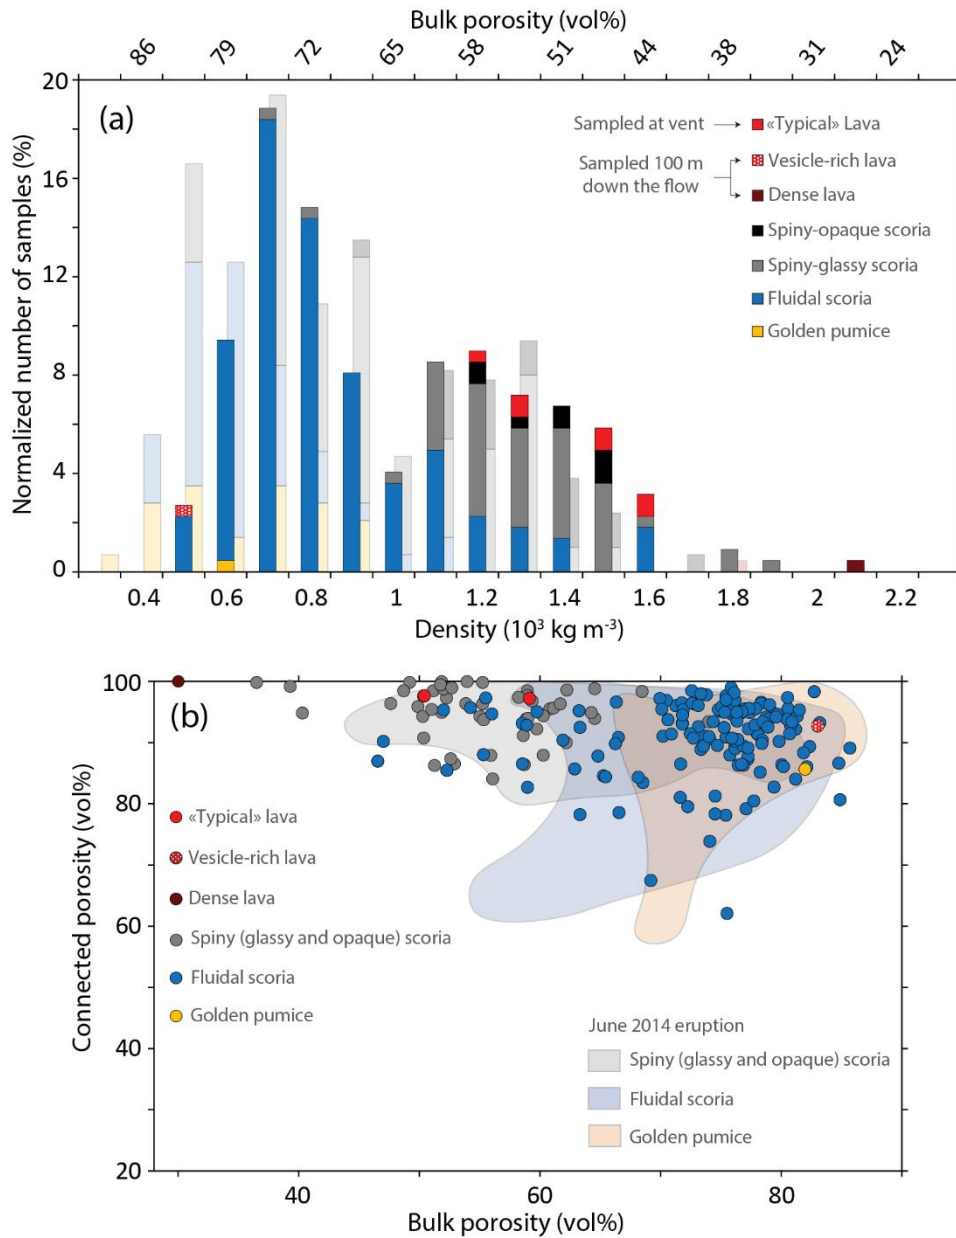 Bulk porosity (vol%)
86 79 72 65 58 51 44 38 31 24
(a)
20
16
12
8
4
0
Normalized number of samples (%)
Sampled at vent
«Typical» Lava
Sampled 100 m
down the flow
Vesicle-rich lava
Dense lava
Spiny-opaque scoria
Spiny-glassy scoria
Fluidal scoria
Golden pumice
0.4 0.6 0.8 1 1.2 1.4 1.6 1.8 2 2.2
Density (10³ kg m⁻³)
(b)
100
80
60
40
20
Connected porosity (vol%)
«Typical» lava
Vesicle-rich lava
Dense lava
Spiny (glassy and opaque) scoria
Fluidal scoria
Golden pumice
June 2014 eruption
Spiny (glassy and opaque) scoria
Fluidal scoria
Golden pumice
40 60 80
Bulk porosity (vol%)